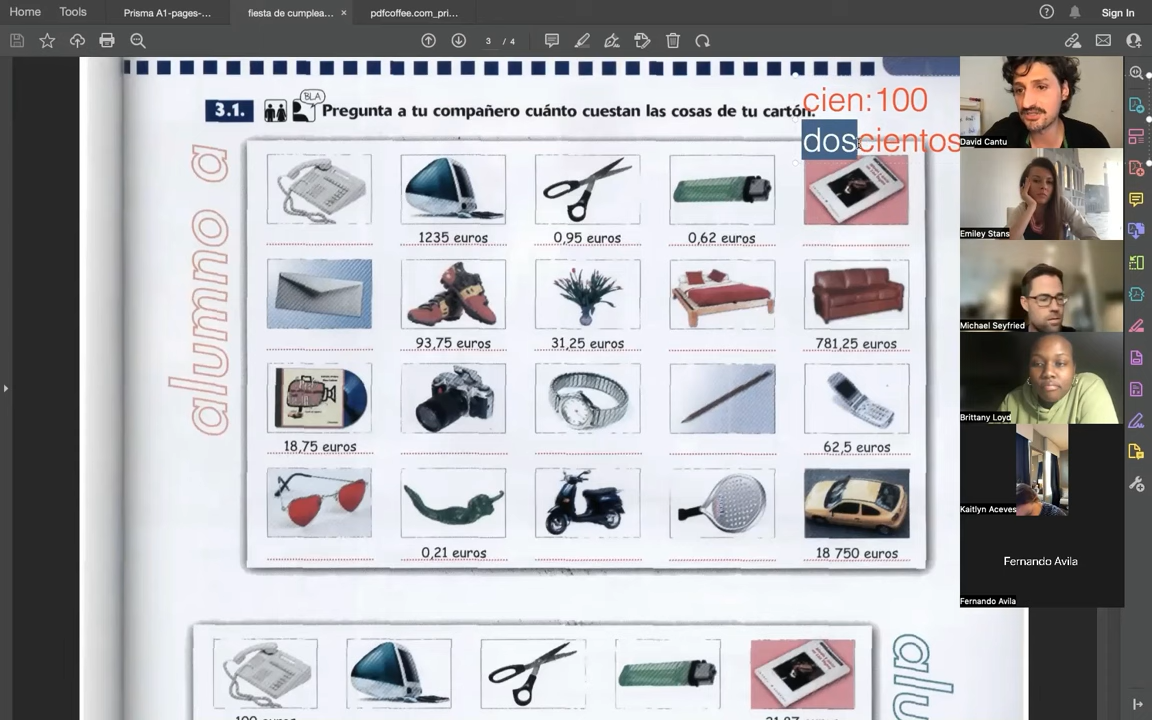 Home Tools Prisma A1-pages-... fiesta de cumplea... × pdfcoffee.com_pri... Sign In
3 / 4
3.1. BLA Pregunta a tu compañero cuánto cuestan las cosas de tu cartón.
cien:100
doscientos
alumno a
1235 euros 0,95 euros 0,62 euros
93,75 euros 31,25 euros 781,25 euros
18,75 euros 62,5 euros
0,21 euros 18 750 euros
David Cantu
Emiley Stans
Michael Seyfried
Brittany Loyd
Kaitlyn Aceves
Fernando Avila
Fernando Avila
alu